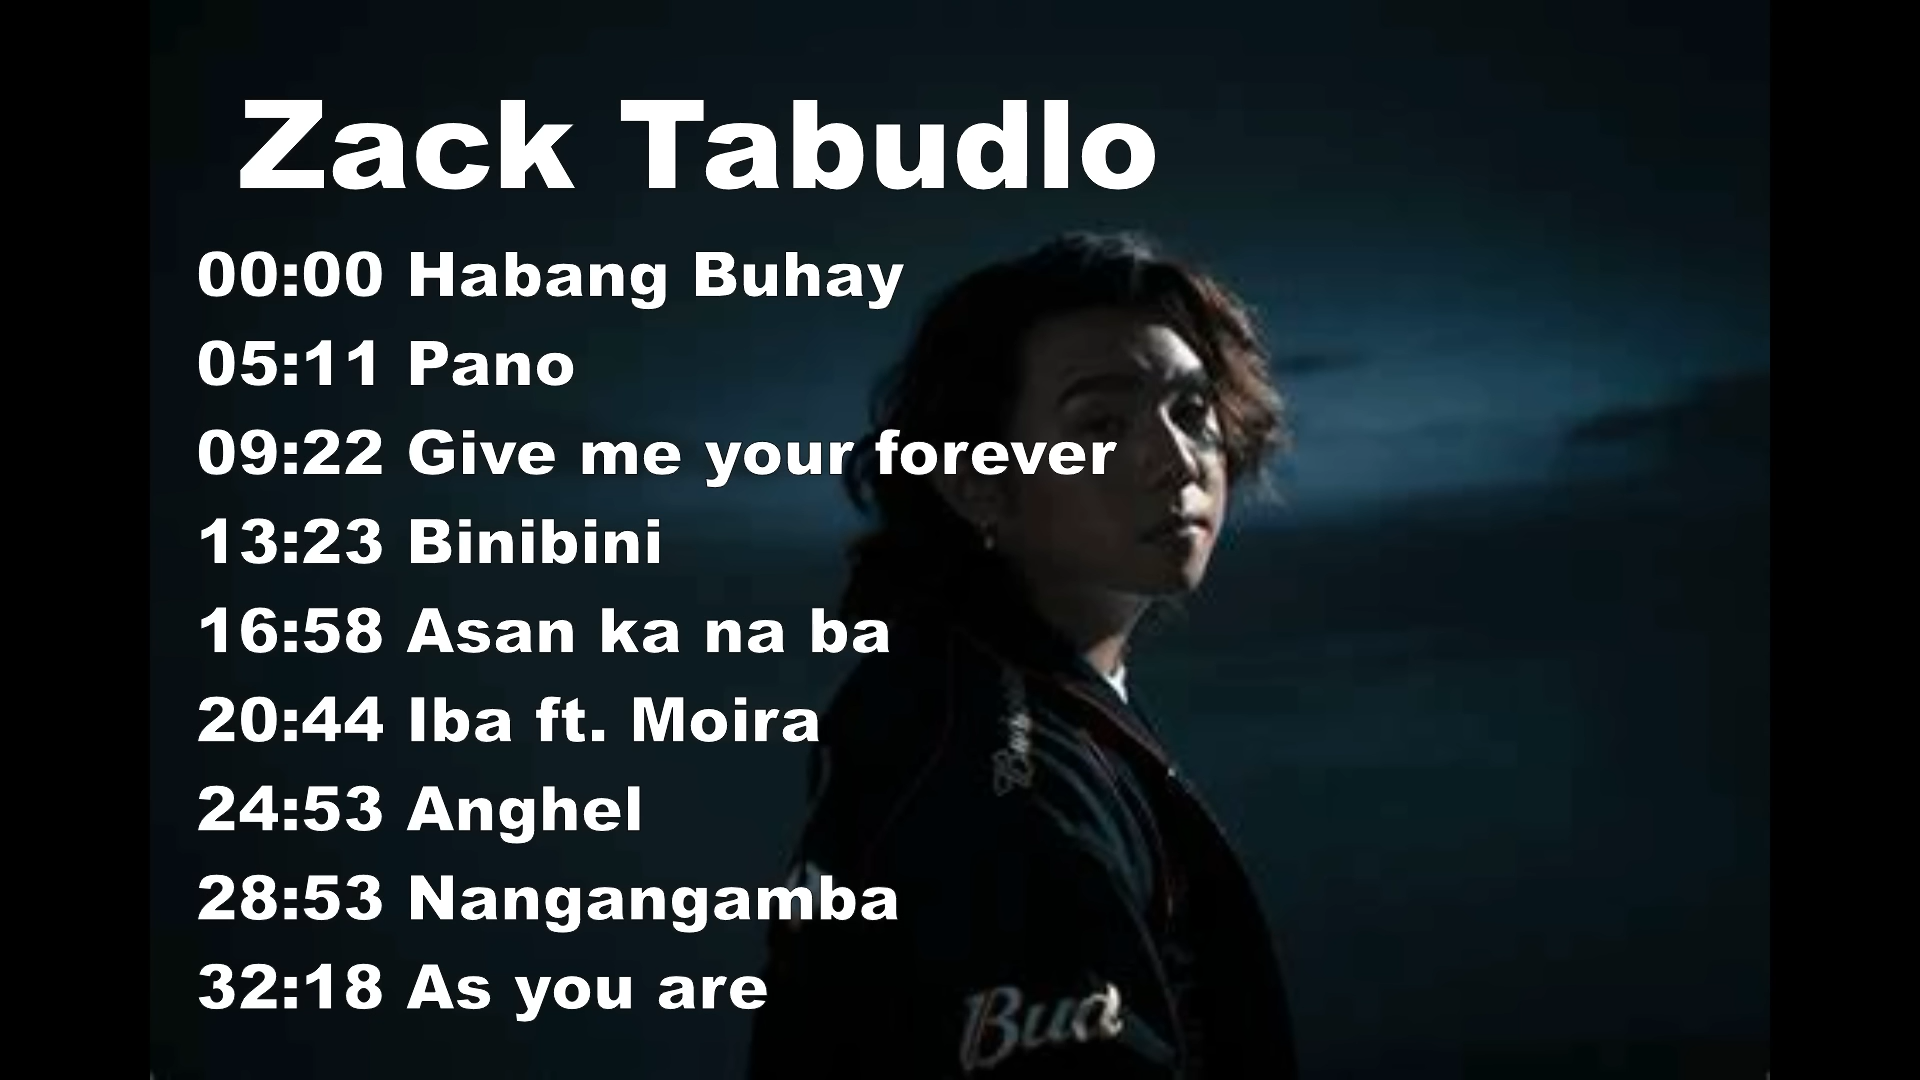 Zack Tabudlo
00:00 Habang Buhay
05:11 Pano
09:22 Give me your forever
13:23 Binibini
16:58 Asan ka na ba
20:44 Iba ft. Moira
24:53 Anghel
28:53 Nangangamba
32:18 As you are
Bud